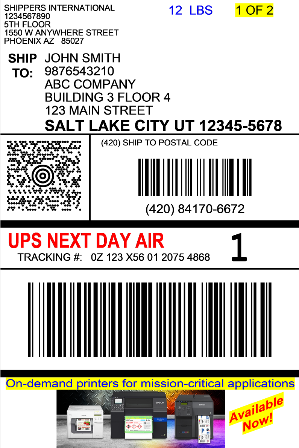 SHIPPERS INTERNATIONAL
1234567890
5TH FLOOR
1550 W ANYWHERE STREET
PHOENIX AZ 85027
12 LBS
1 OF 2
SHIP TO:
JOHN SMITH
9876543210
ABC COMPANY
BUILDING 3 FLOOR 4
123 MAIN STREET
SALT LAKE CITY UT 12345-5678
(420) SHIP TO POSTAL CODE
(420) 84170-6672
UPS NEXT DAY AIR
1
TRACKING #: 0Z 123 X56 01 2075 4868
On-demand printers for mission-critical applications
Available
Now!